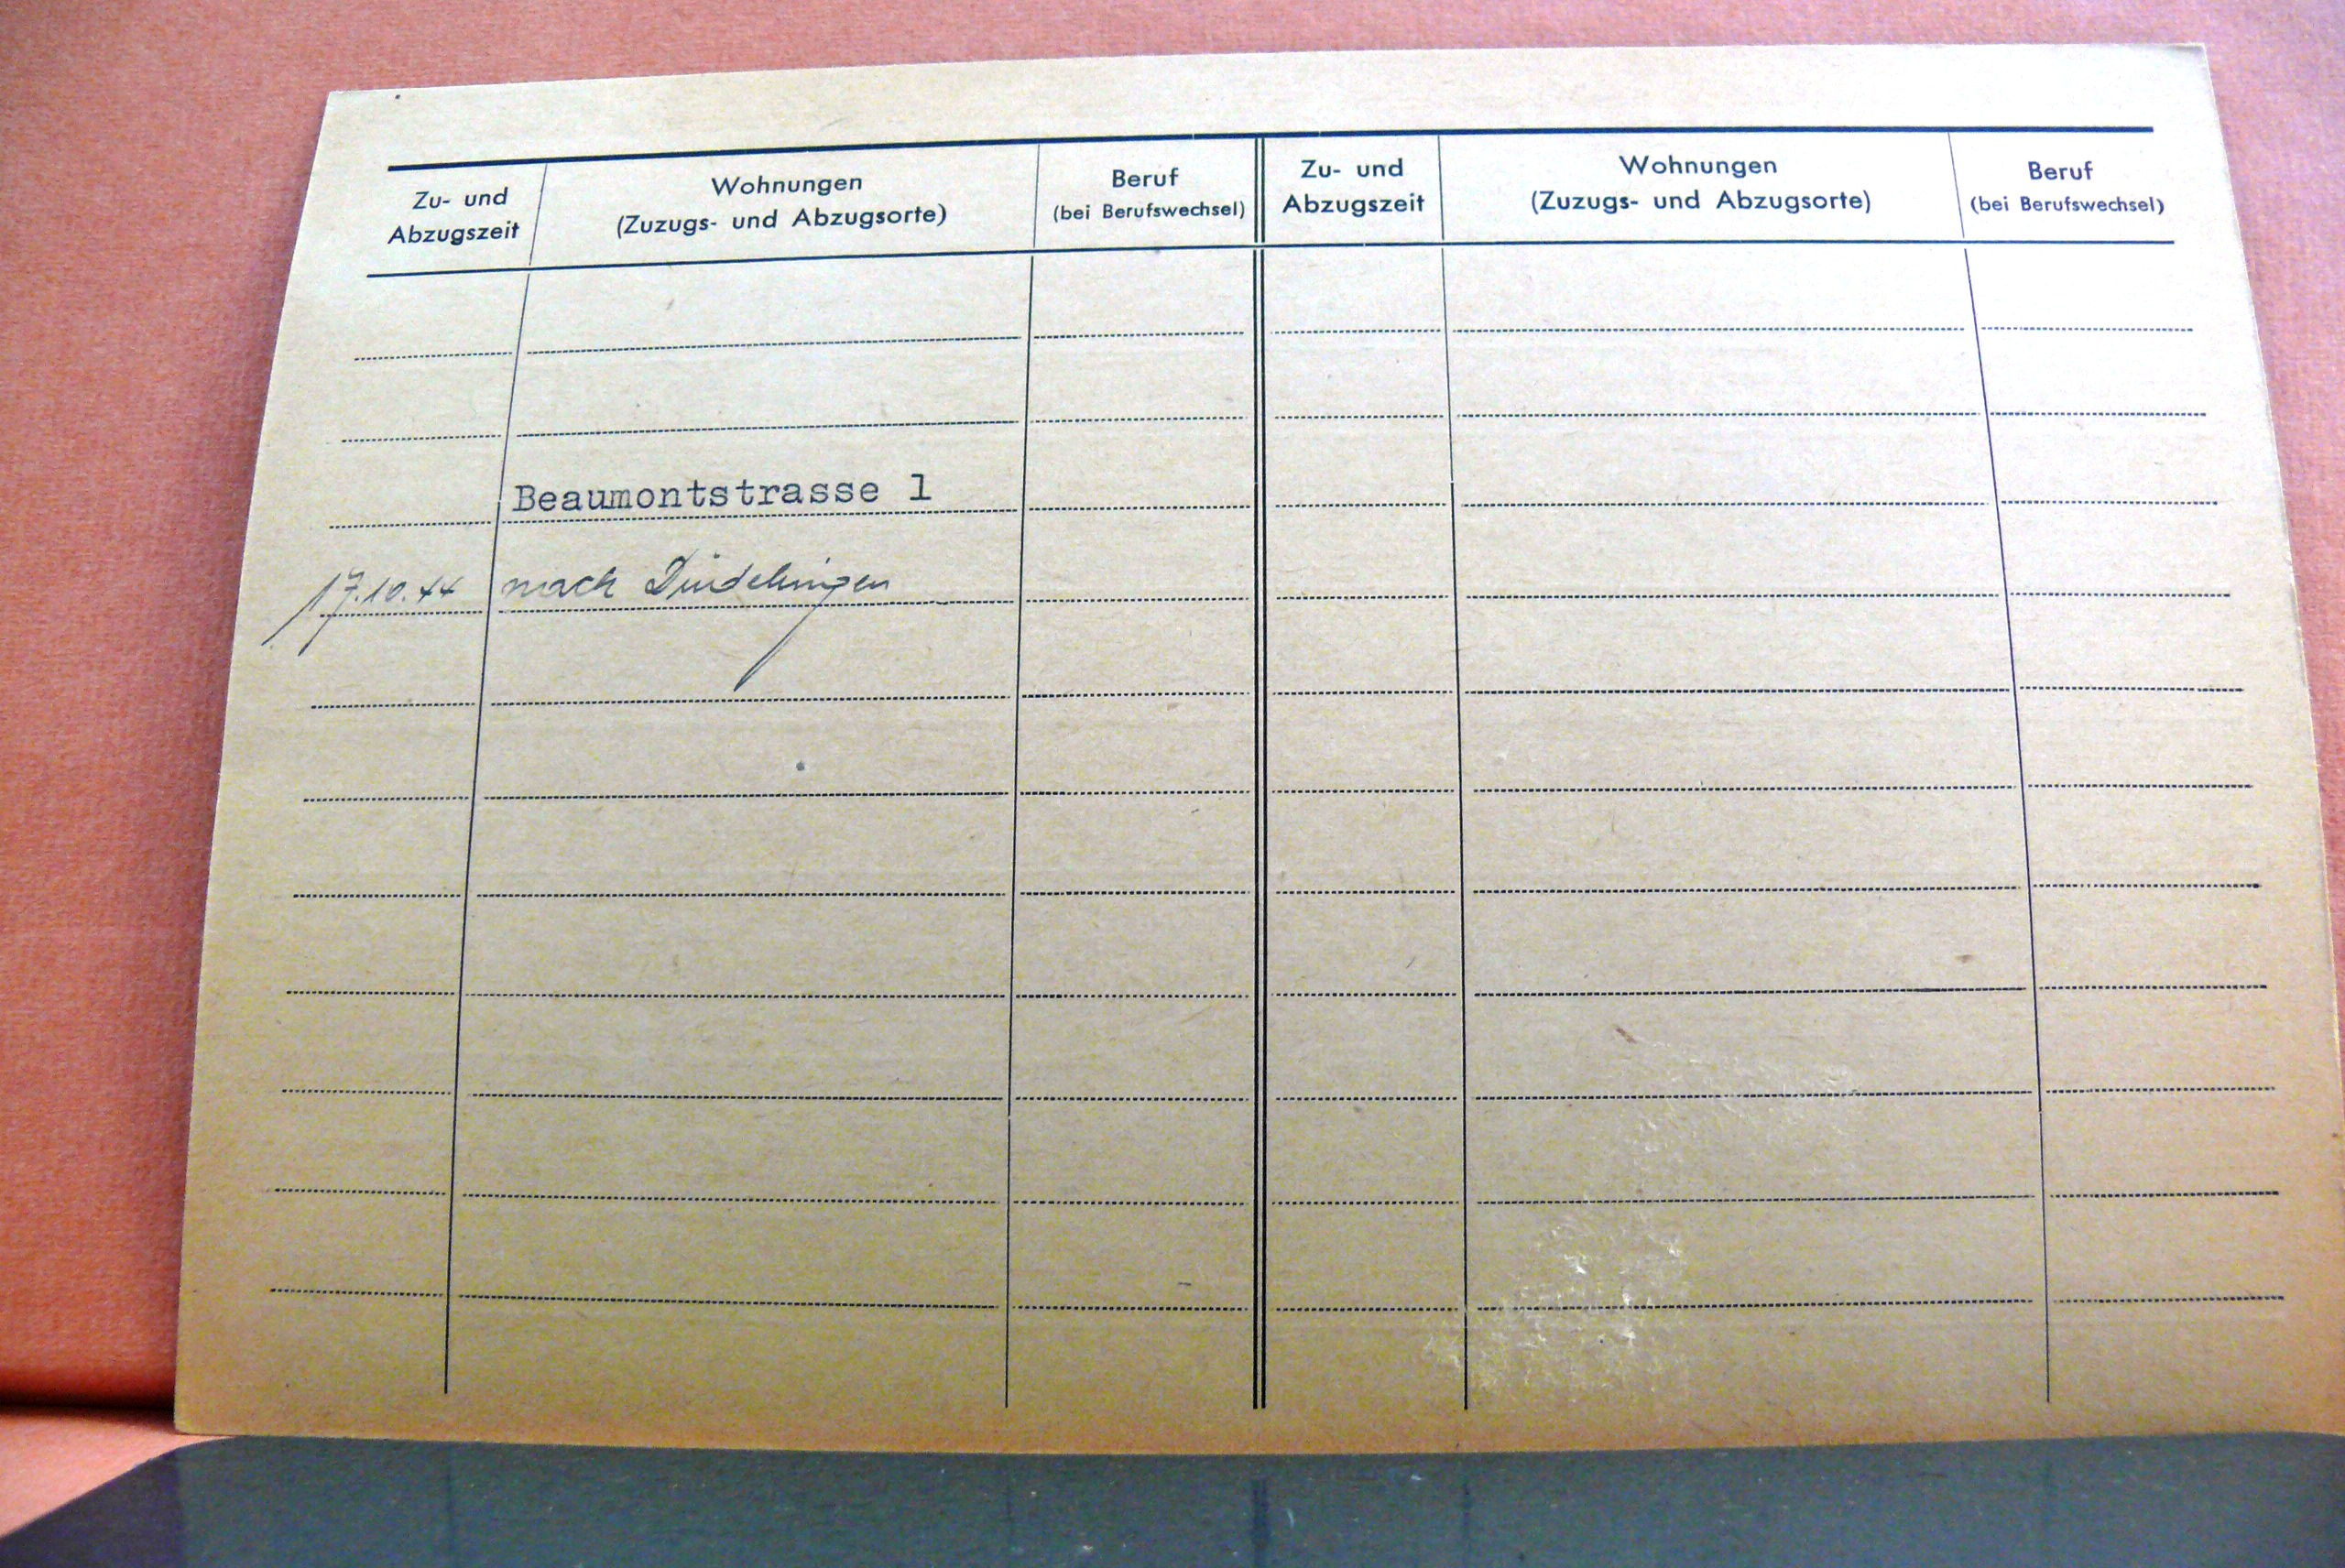 Zu- und
Abzugszeit
Wohnungen
(Zuzugs- und Abzugsorte)
Beruf
(bei Berufswechsel)
Zu- und
Abzugszeit
Wohnungen
(Zuzugs- und Abzugsorte)
Beruf
(bei Berufswechsel)
Beaumontstrasse 1
17.10.44 nach